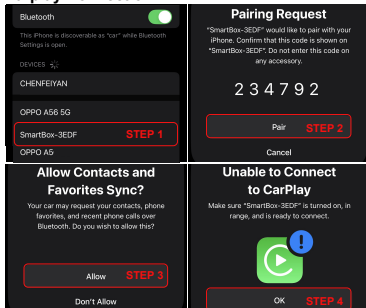 Bluetooth
This iPhone is discoverable as "car" while Bluetooth
Settings is open.
DEVICES
CHENFEIYAN
OPPO A56 5G
SmartBox-3EDF STEP 1
OPPO A5
Pairing Request
"SmartBox-3EDF" would like to pair with your
iPhone. Confirm that this code is shown on
"SmartBox-3EDF". Do not enter this code on
any accessory.
234792
Pair STEP 2
Cancel
Allow Contacts and
Favorites Sync?
Your car may request your contacts, phone
favorites, and recent phone calls over
Bluetooth. Do you wish to allow this?
Allow STEP 3
Don't Allow
Unable to Connect
to CarPlay
Make sure "SmartBox-3EDF" is turned on, in
range, and is ready to connect.
OK STEP 4